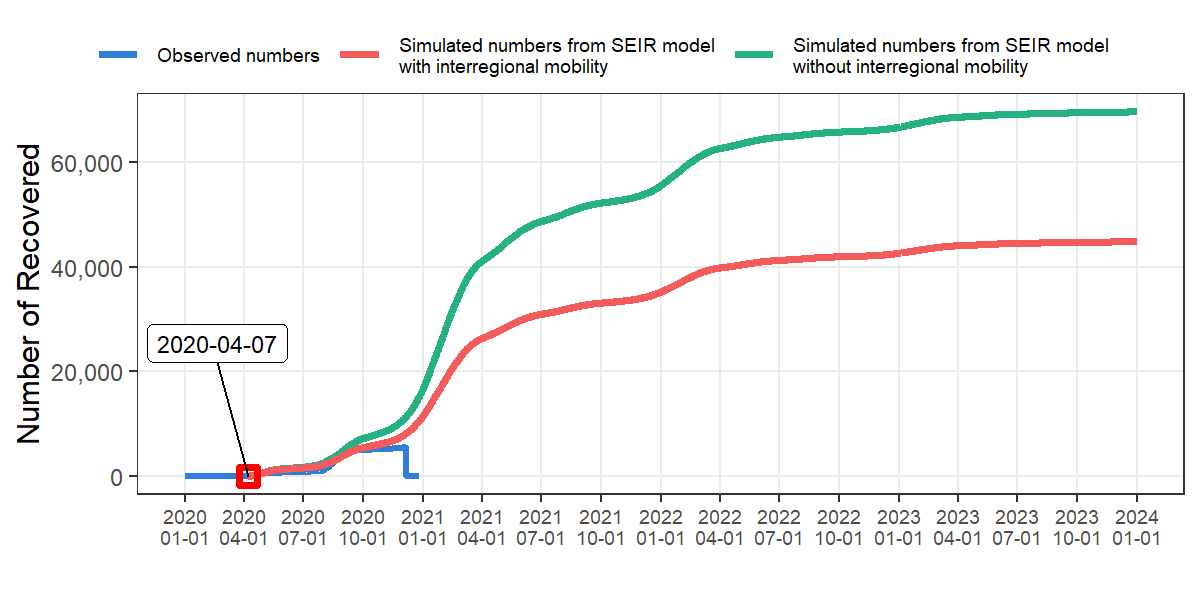 Observed numbers
Simulated numbers from SEIR model
with interregional mobility
Simulated numbers from SEIR model
without interregional mobility
Number of Recovered
60,000
40,000
20,000
0
2020-04-07
2020 2020 2020 2020 2021 2021 2021 2021 2022 2022 2022 2022 2023 2023 2023 2023 2024
01-01 04-01 07-01 10-01 01-01 04-01 07-01 10-01 01-01 04-01 07-01 10-01 01-01 04-01 07-01 10-01 01-01